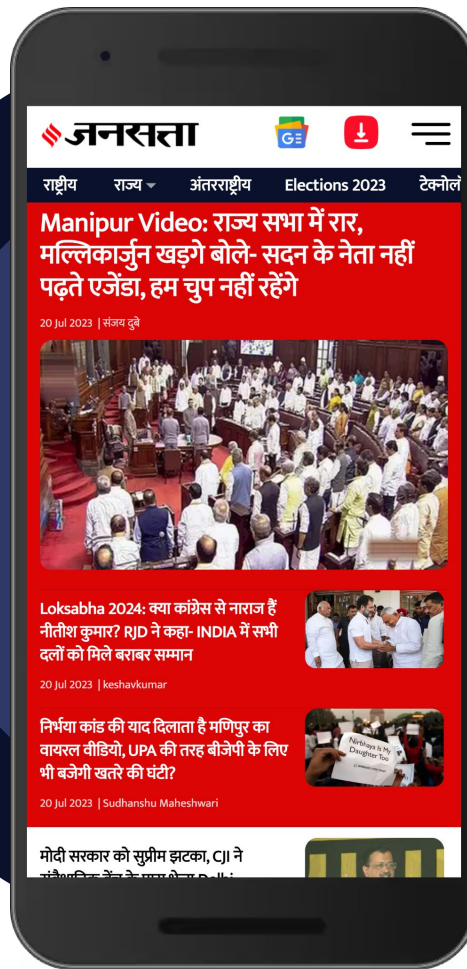 जनसत्ता
GE
राष्ट्रीय राज्य अंतरराष्ट्रीय Elections 2023
Manipur Video: राज्य सभा में रार,
मल्लिकार्जुन खड़गे बोले- सदन के नेता नहीं
पढ़ते एजेंडा, हम चुप नहीं रहेंगे
20 Jul 2023 | संजय दुबे
Loksabha 2024: क्या कांग्रेस से नाराज हैं
नीतीश कुमार? RJD ने कहा- INDIA में सभी
दलों को मिले बराबर सम्मान
20 Jul 2023 | keshavkumar
निर्भया कांड की याद दिलाता है मणिपुर का
वायरल वीडियो, UPA की तरह बीजेपी के लिए
भी बजेगी खतरे की घंटी?
20 Jul 2023 | Sudhanshu Maheshwari
Nirbhaya Is My
Daughter Too
मोदी सरकार को सुप्रीम झटका, CJI ने